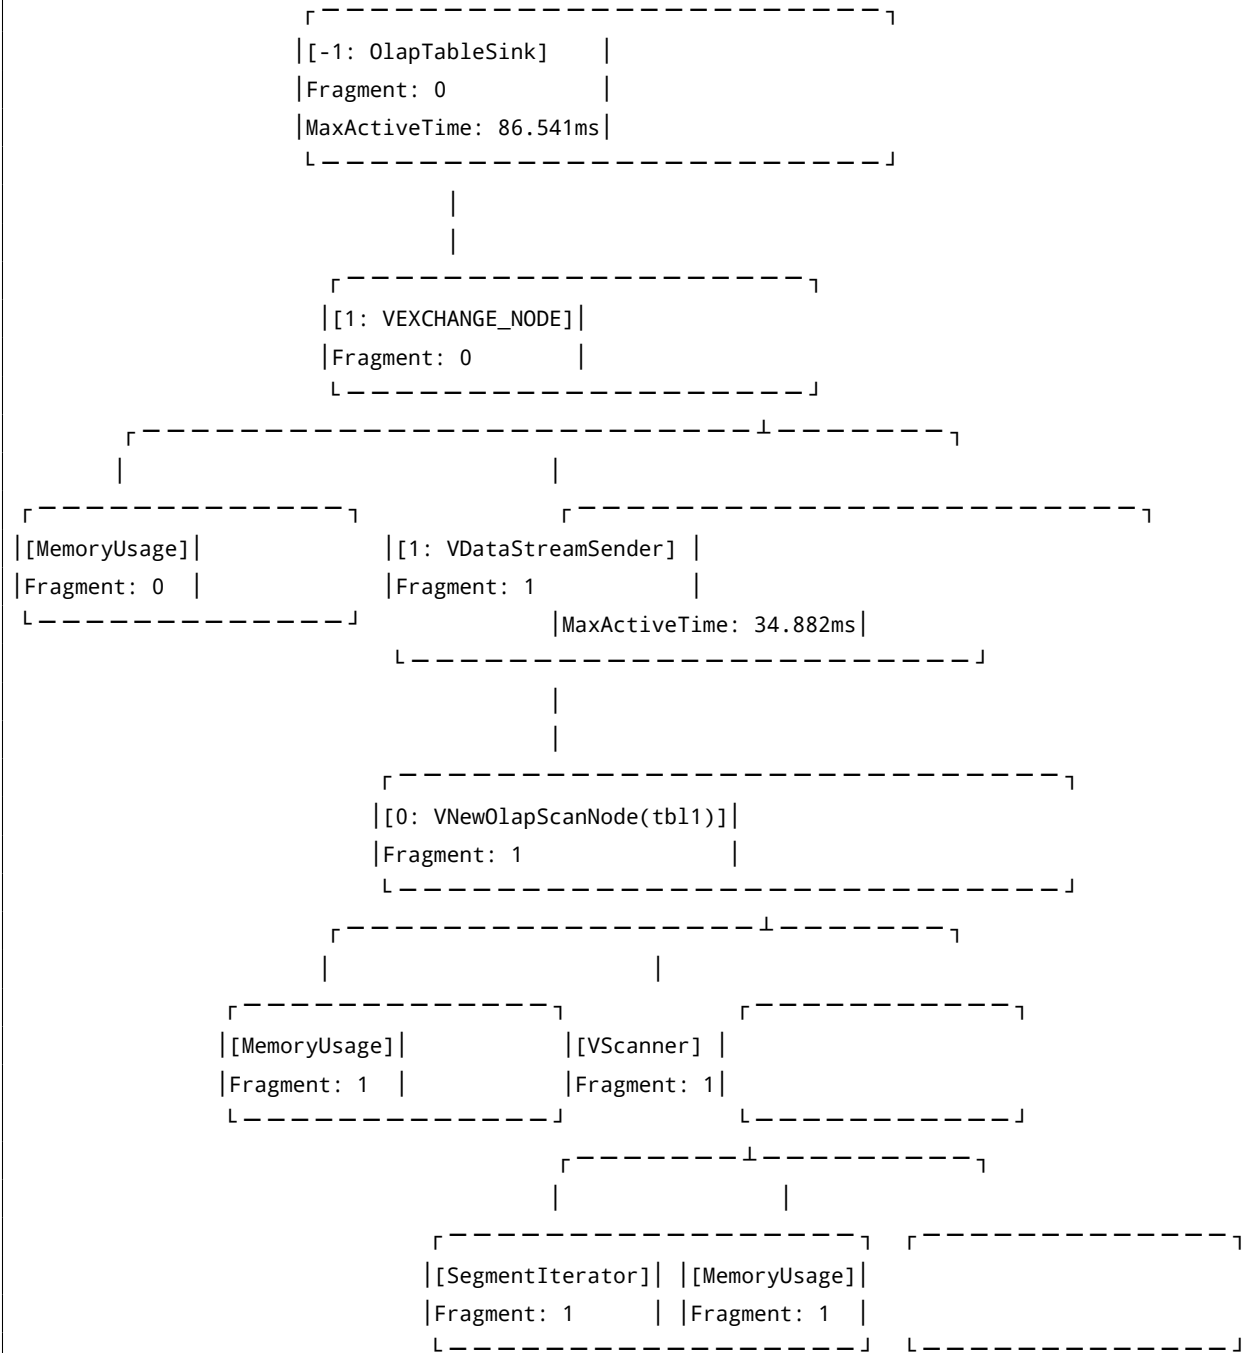 [-1: OlapTableSink]
Fragment: 0
MaxActiveTime: 86.541ms
[1: VEXCHANGE_NODE]
Fragment: 0
[MemoryUsage] [1: VDataStreamSender]
Fragment: 0 Fragment: 1
MaxActiveTime: 34.882ms
[0: VNewOlapScanNode(tbl1)]
Fragment: 1
[MemoryUsage] [VScanner]
Fragment: 1 Fragment: 1
[SegmentIterator] [MemoryUsage]
Fragment: 1 Fragment: 1